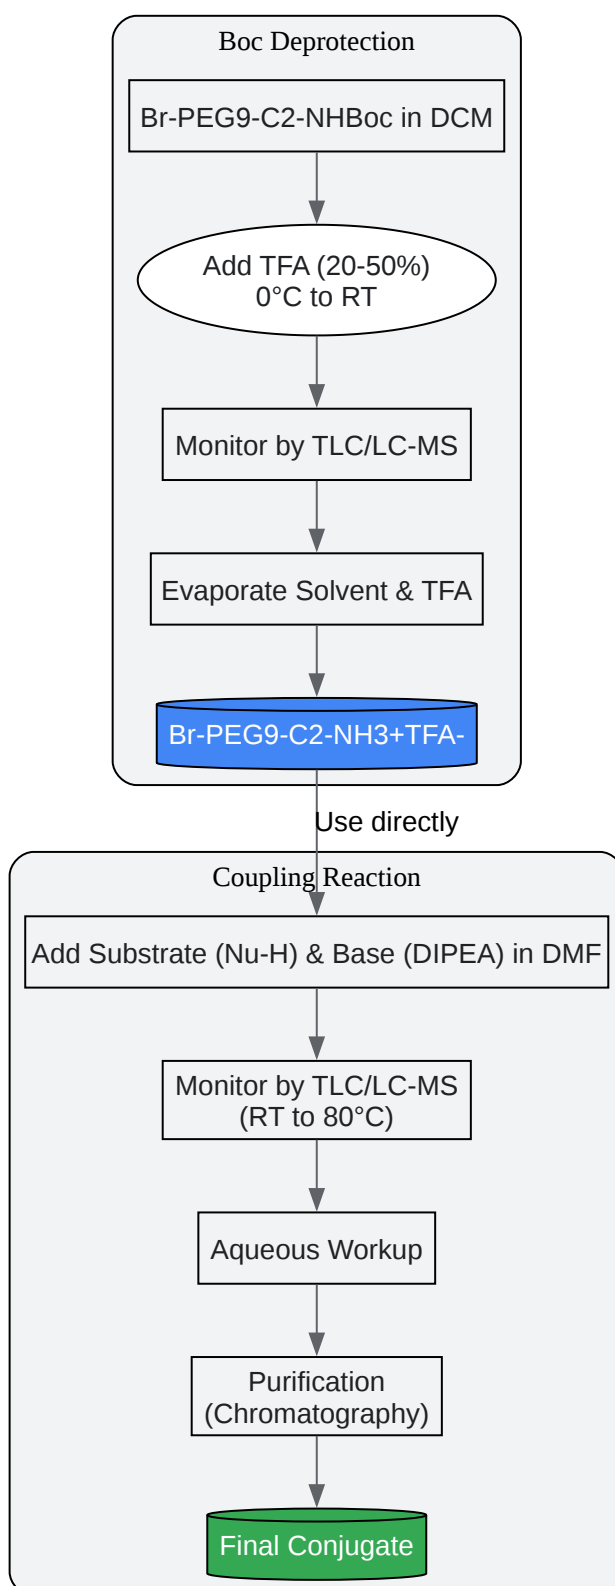 Boc Deprotection
Br-PEG9-C2-NHBoc in DCM
Add TFA (20-50%)
0°C to RT
Monitor by TLC/LC-MS
Evaporate Solvent & TFA
Br-PEG9-C2-NH3+TFA-
Use directly
Coupling Reaction
Add Substrate (Nu-H) & Base (DIPEA) in DMF
Monitor by TLC/LC-MS
(RT to 80°C)
Aqueous Workup
Purification
(Chromatography)
Final Conjugate